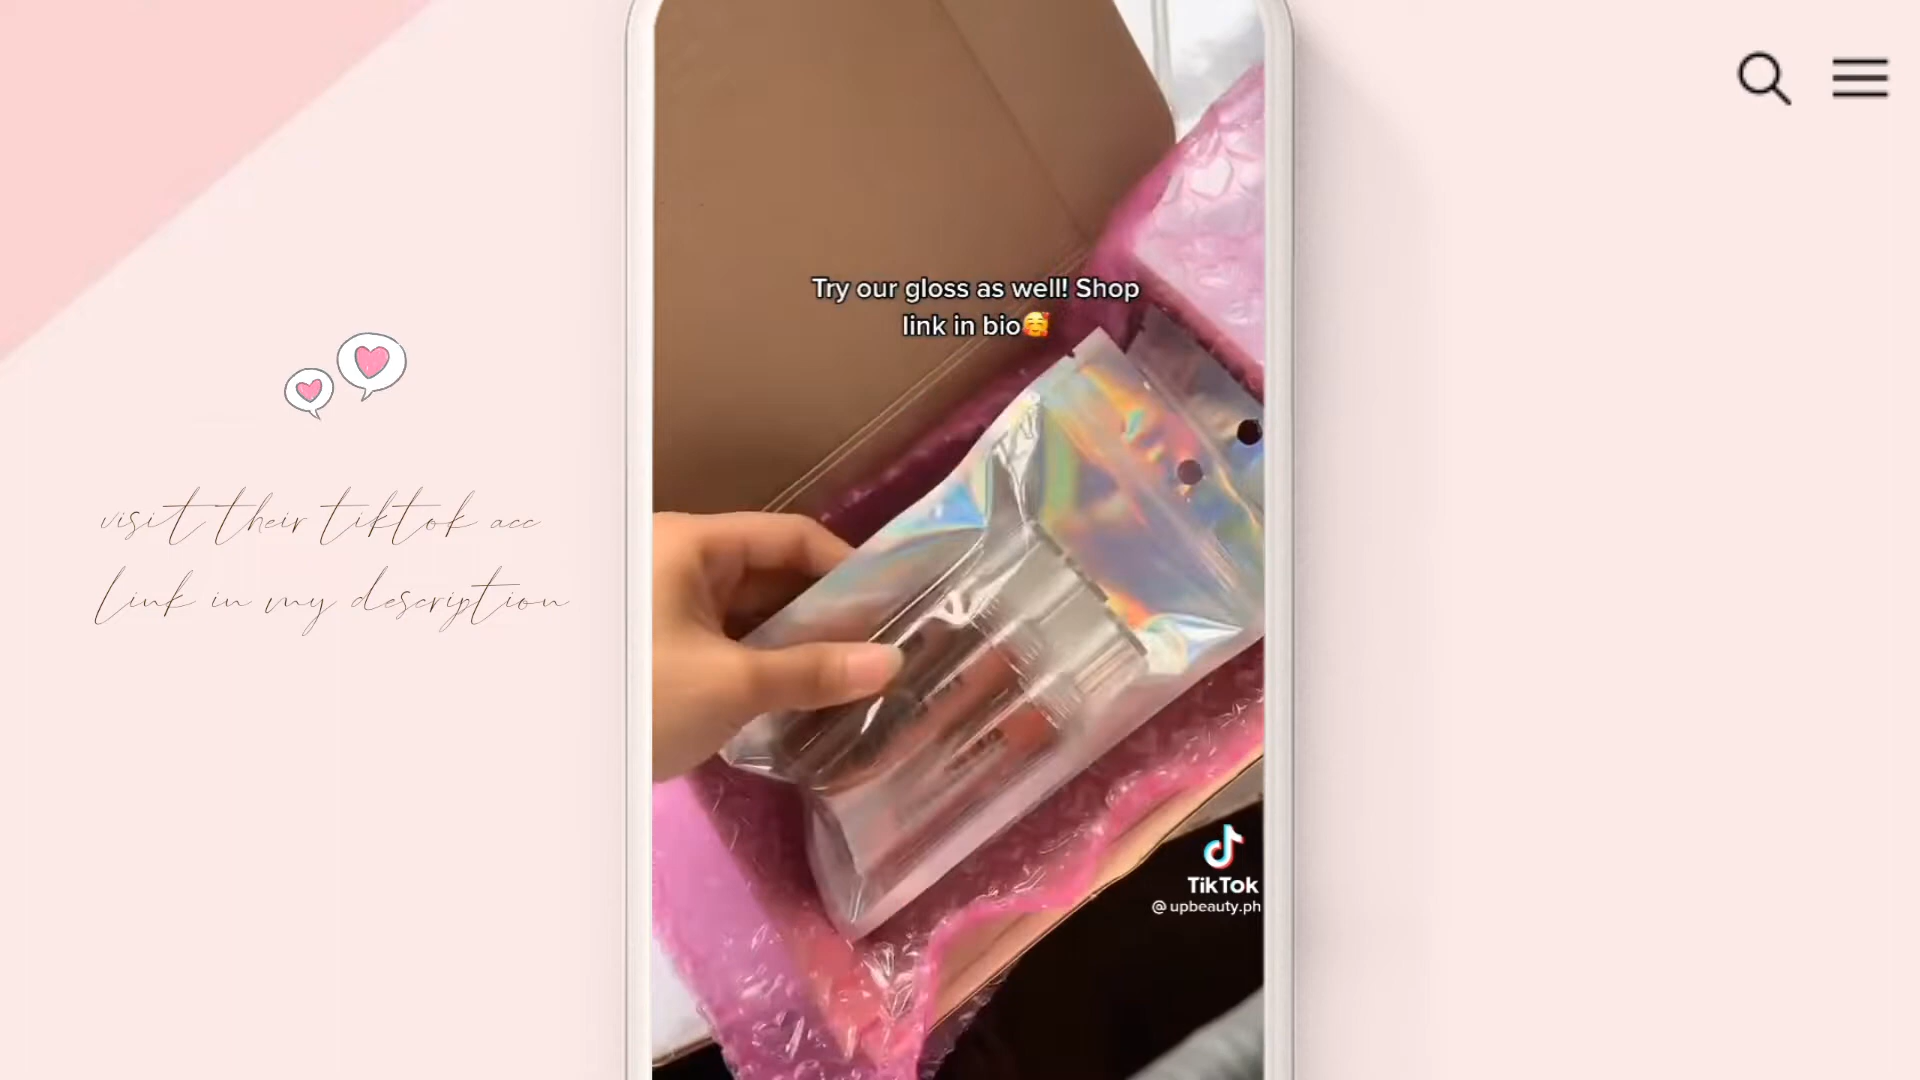 Try our gloss as well! Shop
link in bio🥰
visit their tiktok acc
link in my description
TikTok
@upbeauty.ph